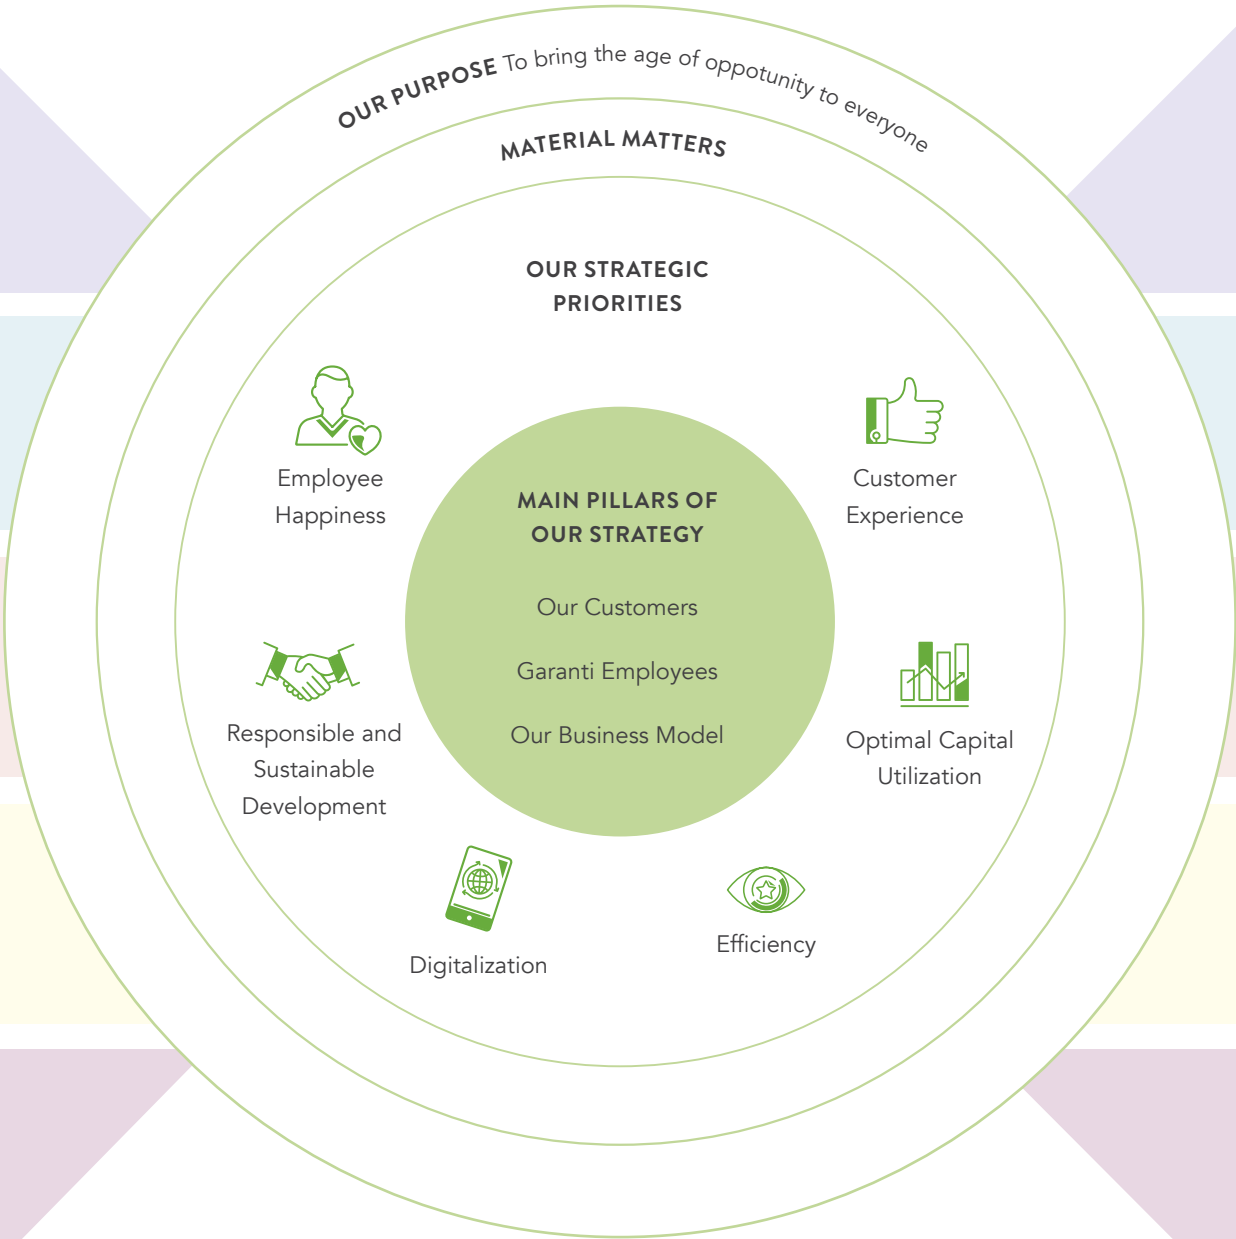 OUR PURPOSE To bring the age of oppotunity to everyone
MATERIAL MATTERS
OUR STRATEGIC
PRIORITIES
Employee
Happiness
Customer
Experience
MAIN PILLARS OF
OUR STRATEGY
Our Customers
Garanti Employees
Our Business Model
Responsible and
Sustainable
Development
Optimal Capital
Utilization
Digitalization
Efficiency